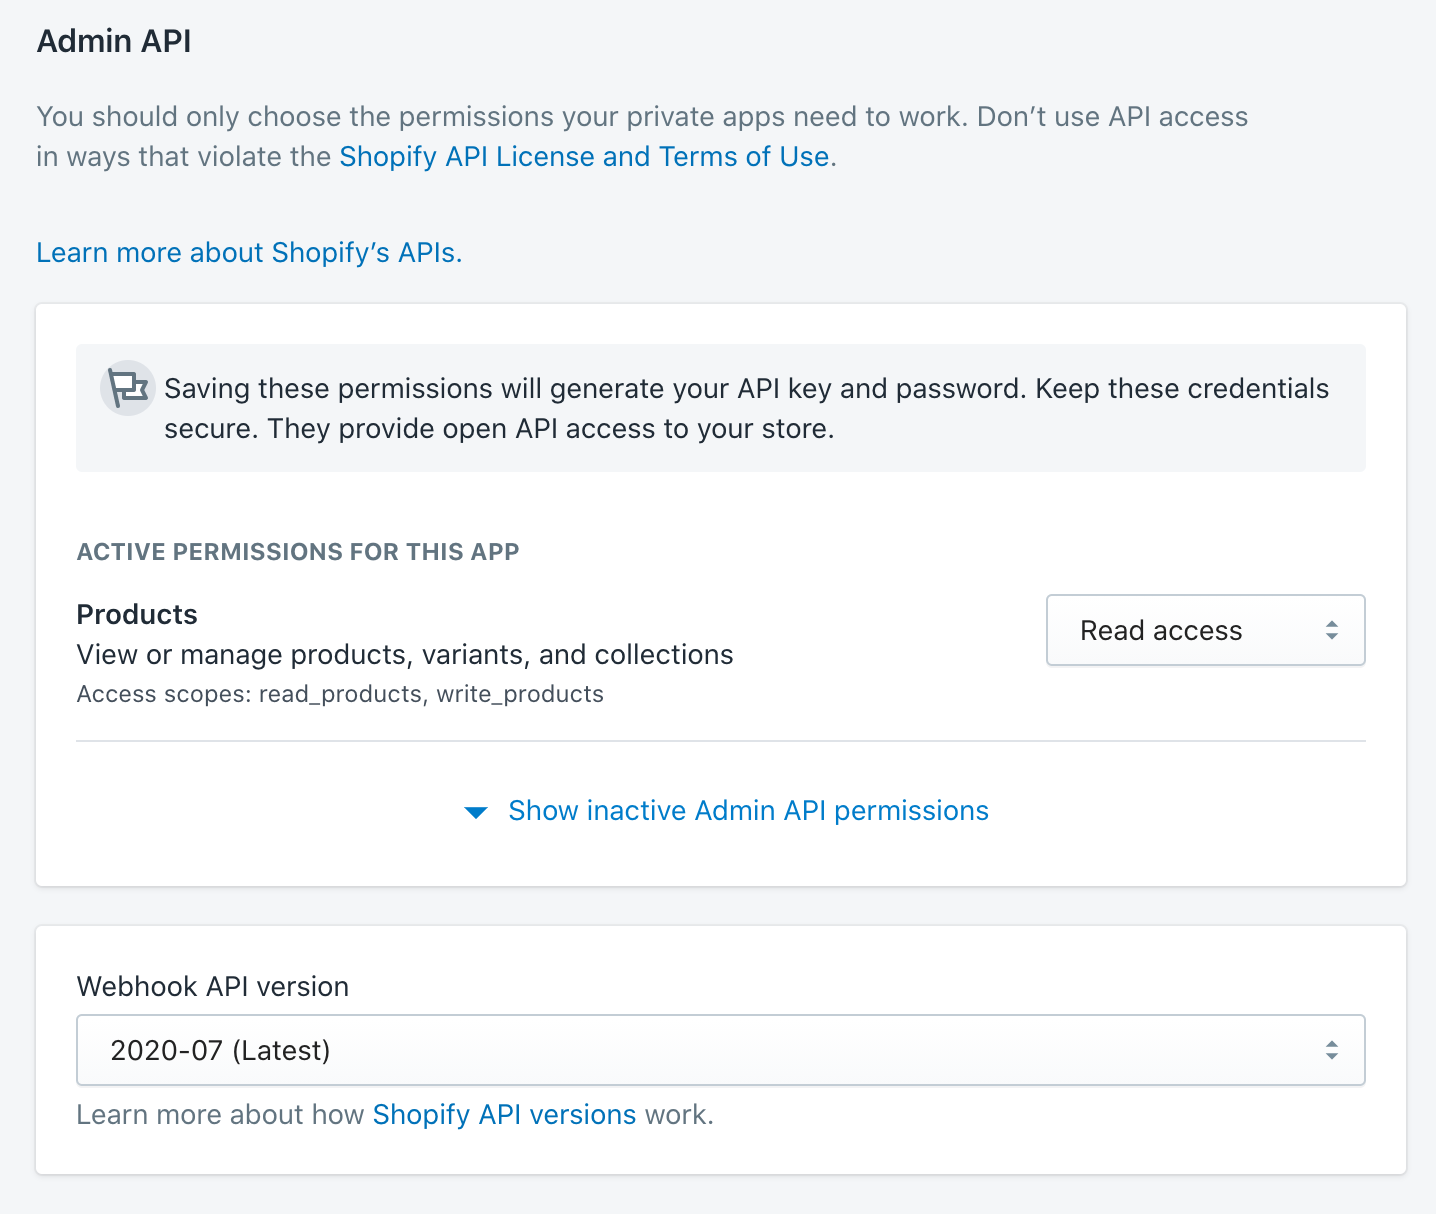 Admin API
You should only choose the permissions your private apps need to work. Don’t use API access
in ways that violate the Shopify API License and Terms of Use.
Learn more about Shopify’s APIs.
Saving these permissions will generate your API key and password. Keep these credentials
secure. They provide open API access to your store.
ACTIVE PERMISSIONS FOR THIS APP
Products
Read access
View or manage products, variants, and collections
Access scopes: read_products, write_products
Show inactive Admin API permissions
Webhook API version
2020-07 (Latest)
Learn more about how Shopify API versions work.